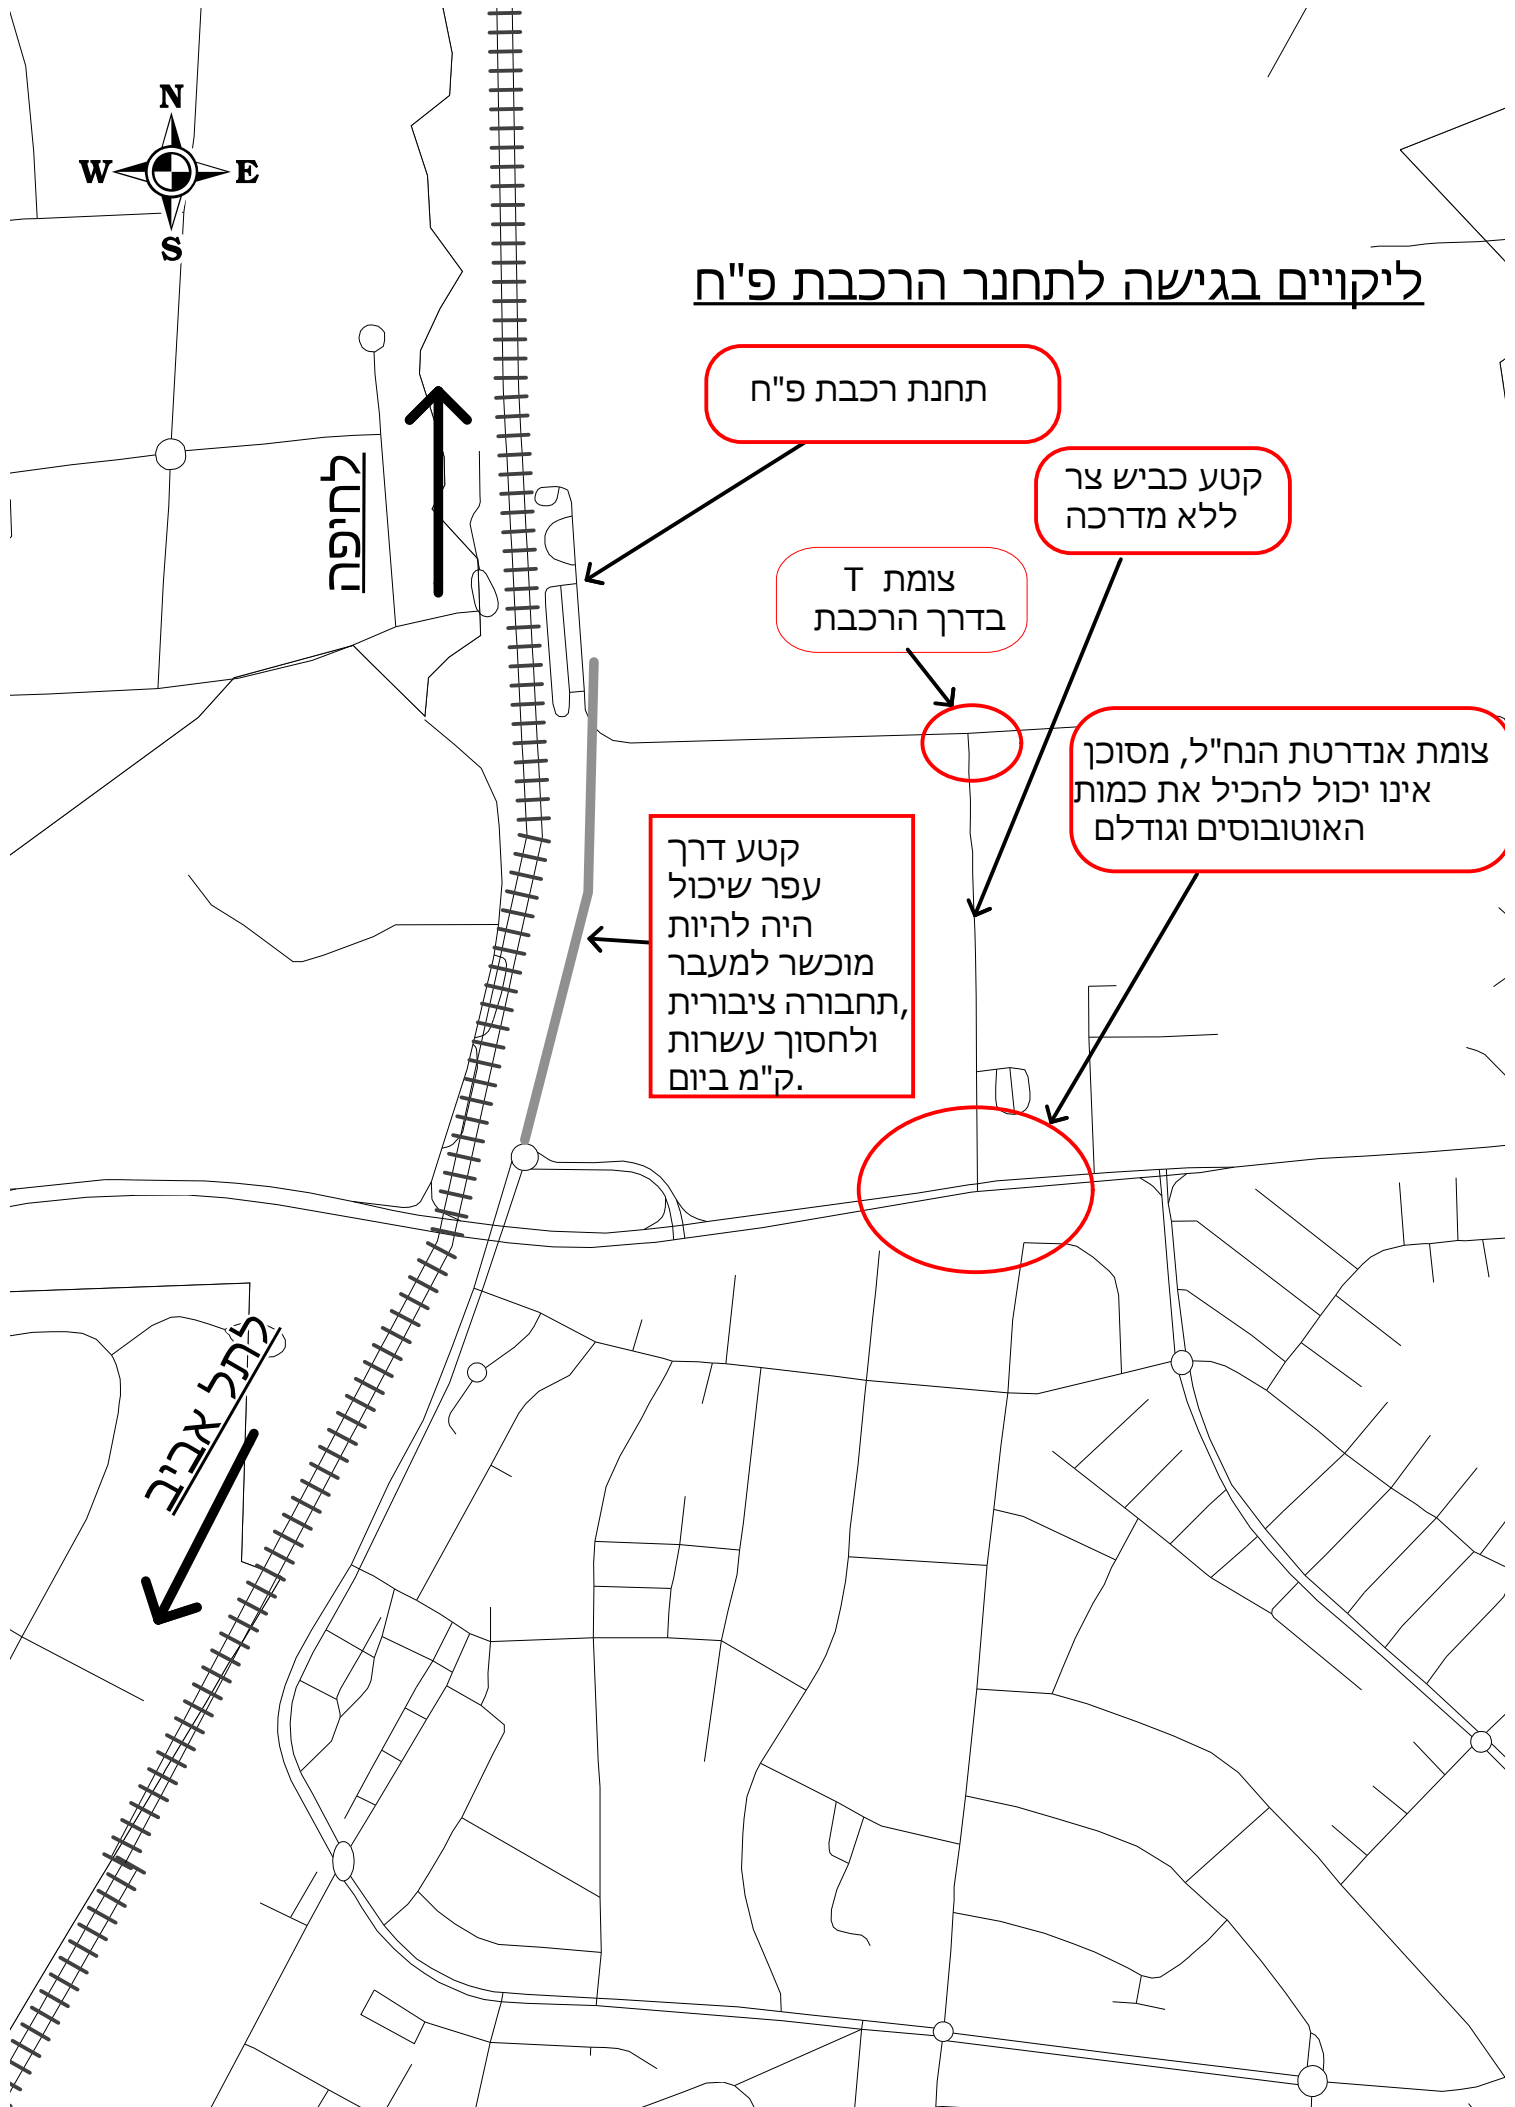 N
W E
S
ליקויים בגישה לתחנר הרכבת פ"ח
תחנת רכבת פ"ח
קטע כביש צר
ללא מדרכה
לחיפה
צומת T
בדרך הרכבת
צומת אנדרטת הנח"ל, מסוכן
אינו יכול להכיל את כמות
האוטובוסים וגודלם
קטע דרך
עפר שיכול
היה להיות
מוכשר למעבר
תחבורה ציבורית,
ולחסוך עשרות
ק"מ ביום.
לתל אביב